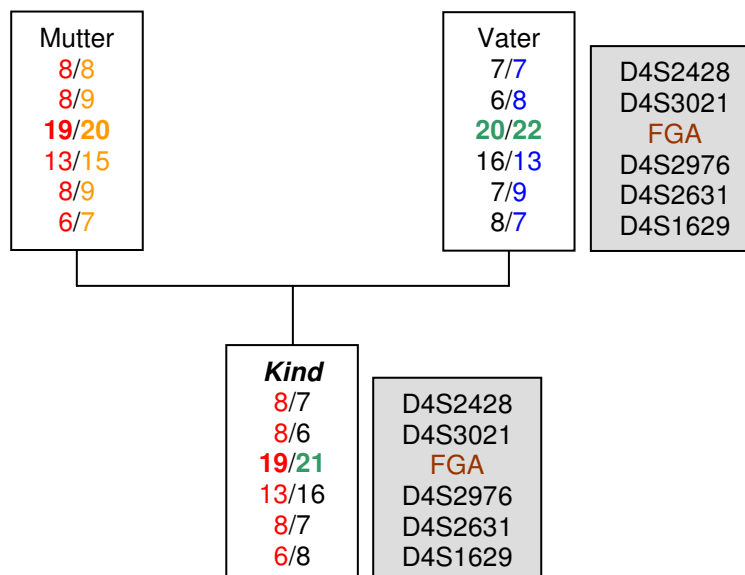 Mutter
8/8
8/9
19/20
13/15
8/9
6/7
Vater
7/7
6/8
20/22
16/13
7/9
8/7
D4S2428
D4S3021
FGA
D4S2976
D4S2631
D4S1629
Kind
8/7
8/6
19/21
13/16
8/7
6/8
D4S2428
D4S3021
FGA
D4S2976
D4S2631
D4S1629